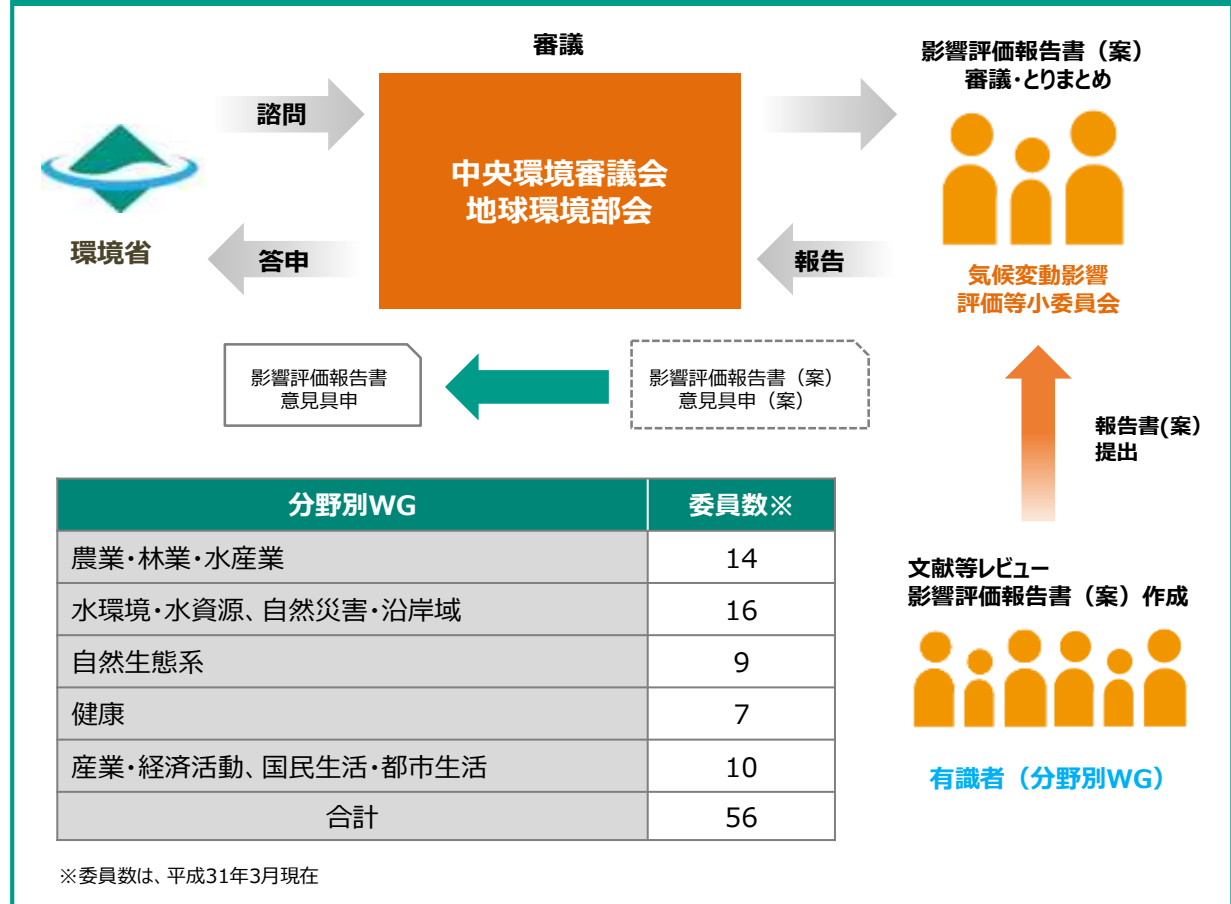 審議
影響評価報告書（案）
審議・とりまとめ
諮問
中央環境審議会
地球環境部会
環境省
答申
報告
気候変動影響
評価等小委員会
影響評価報告書
意見具申
影響評価報告書（案）
意見具申（案）
報告書(案）
提出
分野別WG 委員数※
農業・林業・水産業 14
水環境・水資源、自然災害・沿岸域 16
自然生態系 9
健康 7
産業・経済活動、国民生活・都市生活 10
合計 56
文献等レビュー
影響評価報告書（案）作成
有識者（分野別WG）
※委員数は、平成31年3月現在